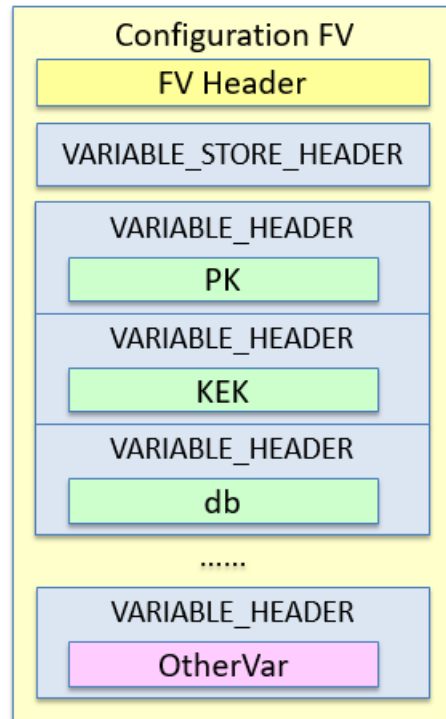 Configuration FV
FV Header
VARIABLE_STORE_HEADER
VARIABLE_HEADER
PK
VARIABLE_HEADER
KEK
VARIABLE_HEADER
db
......
VARIABLE_HEADER
OtherVar